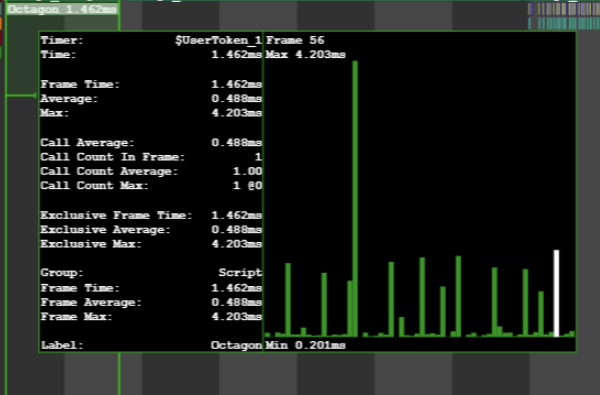 Octagon 1.462ms
Timer: $UserToken_1 Frame 56
Time: 1.462ms Max 4.203ms
Frame Time: 1.462ms
Average: 0.488ms
Max: 4.203ms
Call Average: 0.488ms
Call Count In Frame: 1
Call Count Average: 1.00
Call Count Max: 1 @0
Exclusive Frame Time: 1.462ms
Exclusive Average: 0.488ms
Exclusive Max: 4.203ms
Group: Script
Frame Time: 1.462ms
Frame Average: 0.488ms
Frame Max: 4.203ms
Label: Octagon Min 0.201ms